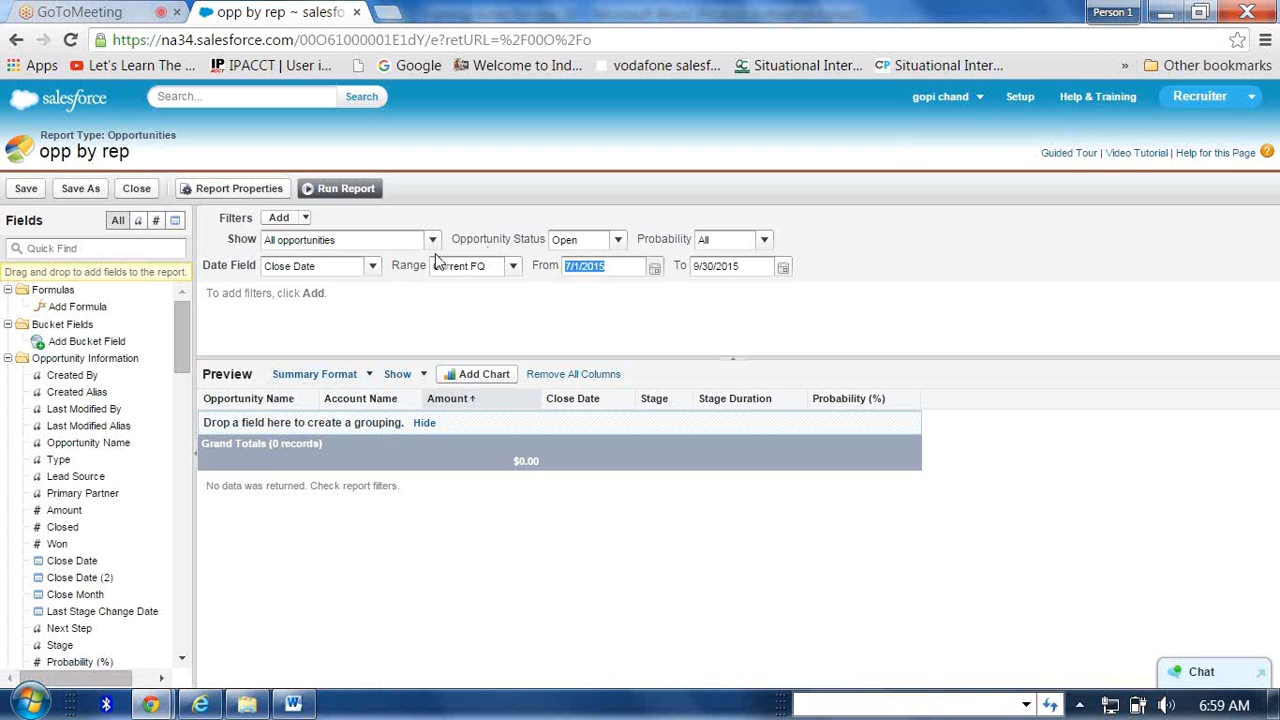 GoToMeeting
opp by rep ~ salesfo
Person 1
https://na34.salesforce.com/00O61000001E1dY/e?retURL=%2F00O%2Fo
Apps
Let's Learn The
IPACCT | User i...
Google
Welcome to Ind...
vodafone salesf...
Situational Inter...
CP Situational Inter...
»
Other bookmarks
salesforce
Search...
Search
gopi chand
Setup
Help & Training
Recruiter
Report Type: Opportunities
opp by rep
Guided Tour | Video Tutorial | Help for this Page
Save
Save As
Close
Report Properties
Run Report
Fields
All
a
#
Quick Find
Drag and drop to add fields to the report.
Formulas
fx Add Formula
Bucket Fields
Add Bucket Field
Opportunity Information
a Created By
a Created Alias
a Last Modified By
a Last Modified Alias
a Opportunity Name
a Type
a Lead Source
a Primary Partner
# Amount
# Closed
# Won
Close Date
Close Date (2)
Close Month
Last Stage Change Date
a Next Step
a Stage
# Probability (%)
Filters
Add
Show
All opportunities
Opportunity Status
Open
Probability
All
Date Field
Close Date
Range
Current FQ
From
7/1/2015
To
9/30/2015
To add filters, click Add.
Preview
Summary Format
Show
Add Chart
Remove All Columns
Opportunity Name
Account Name
Amount ↑
Close Date
Stage
Stage Duration
Probability (%)
Drop a field here to create a grouping. Hide
Grand Totals (0 records)
$0.00
No data was returned. Check report filters.
Chat
6:59 AM